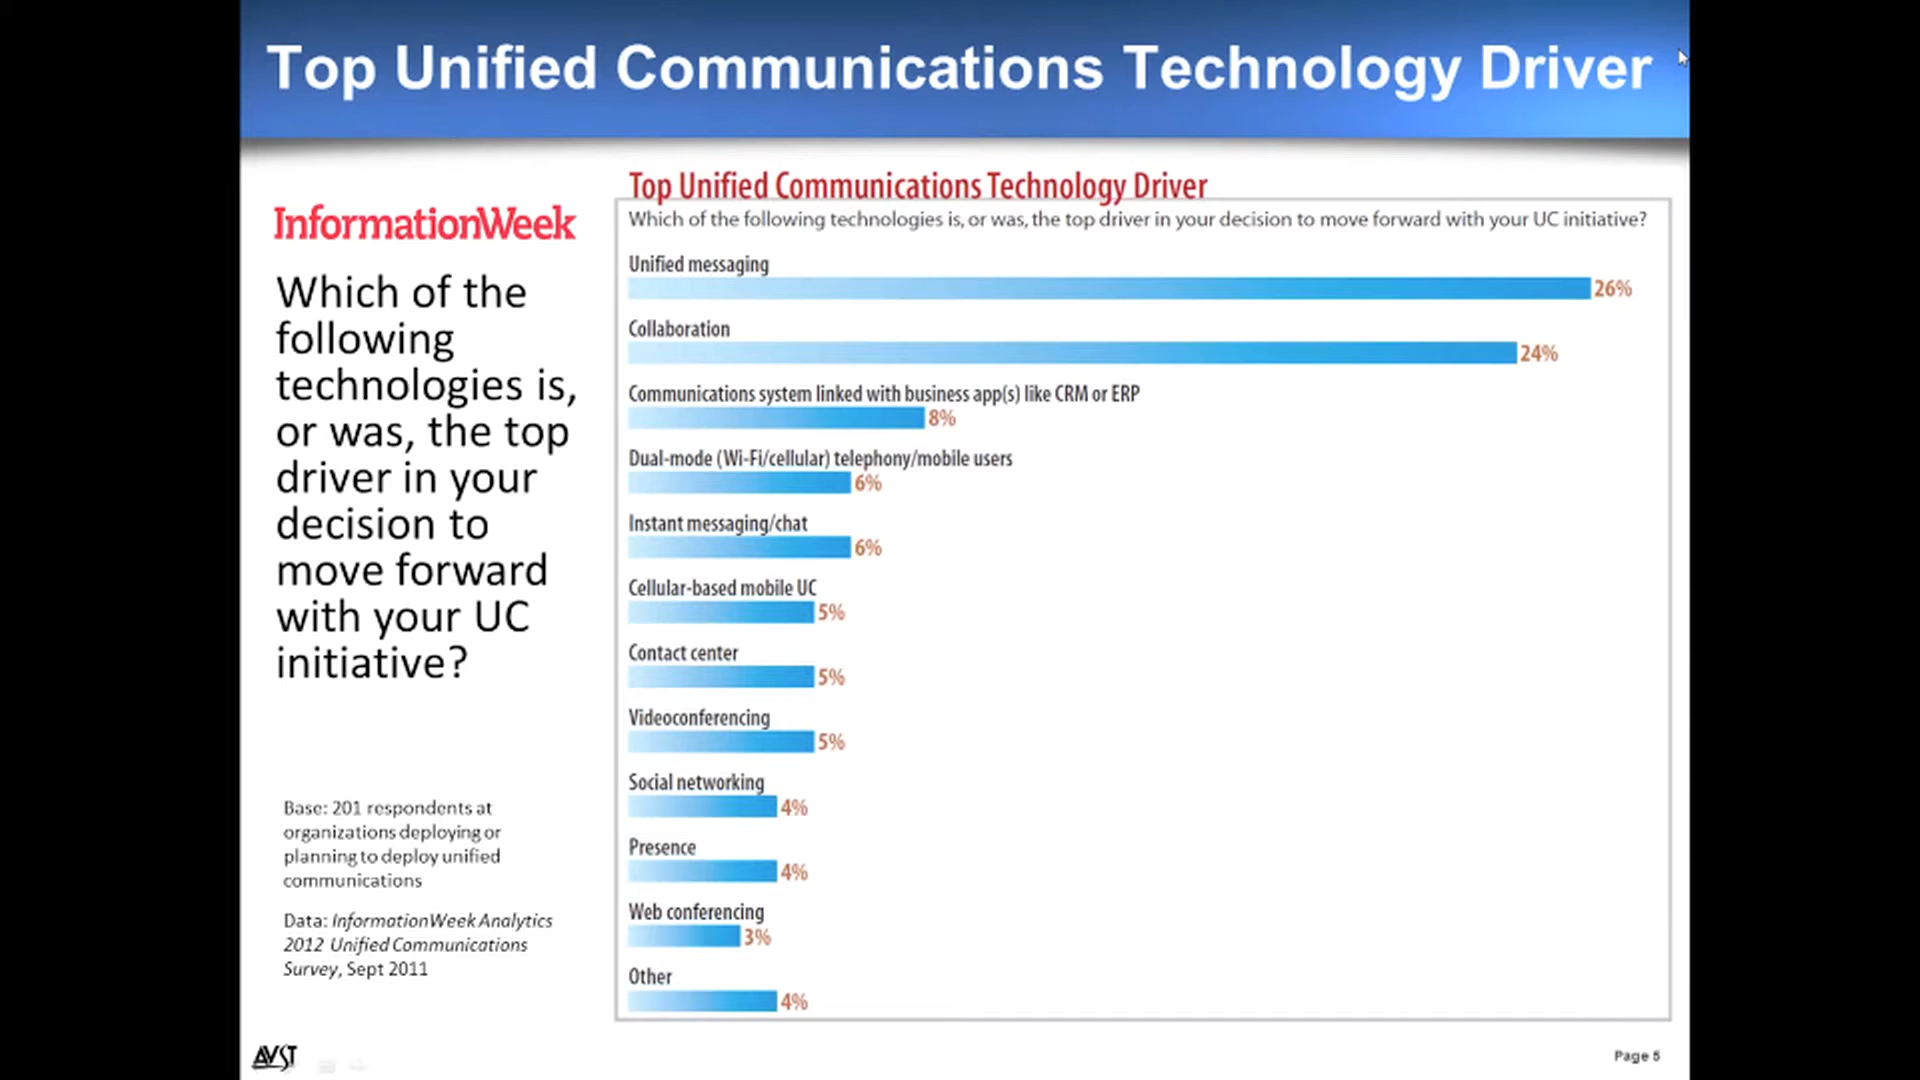 Top Unified Communications Technology Driver
InformationWeek
Which of the
following
technologies is,
or was, the top
driver in your
decision to
move forward
with your UC
initiative?
Base: 201 respondents at
organizations deploying or
planning to deploy unified
communications
Data: InformationWeek Analytics
2012 Unified Communications
Survey, Sept 2011
Top Unified Communications Technology Driver
Which of the following technologies is, or was, the top driver in your decision to move forward with your UC initiative?
Unified messaging
26%
Collaboration
24%
Communications system linked with business app(s) like CRM or ERP
8%
Dual-mode (Wi-Fi/cellular) telephony/mobile users
6%
Instant messaging/chat
6%
Cellular-based mobile UC
5%
Contact center
5%
Videoconferencing
5%
Social networking
4%
Presence
4%
Web conferencing
3%
Other
4%
AVST
Page 5